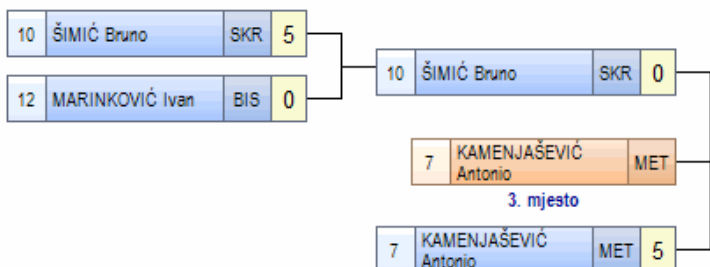 10 ŠIMIĆ Bruno SKR 5
12 MARINKOVIĆ Ivan BIS 0
10 ŠIMIĆ Bruno SKR 0
7 KAMENJAŠEVIĆ Antonio MET
3. mjesto
7 KAMENJAŠEVIĆ Antonio MET 5